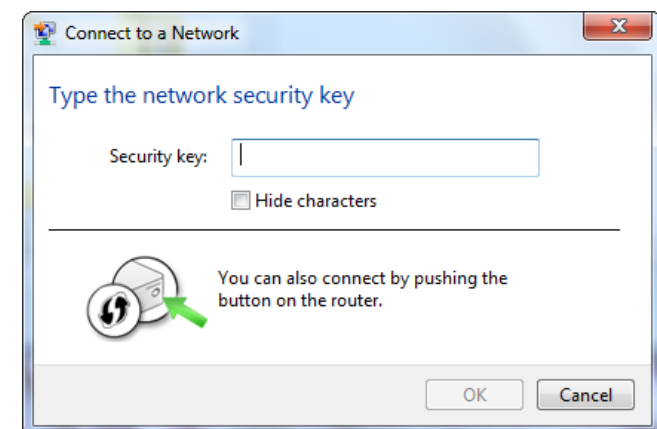 Connect to a Network
Type the network security key
Security key:
Hide characters
You can also connect by pushing the
button on the router.
OK Cancel